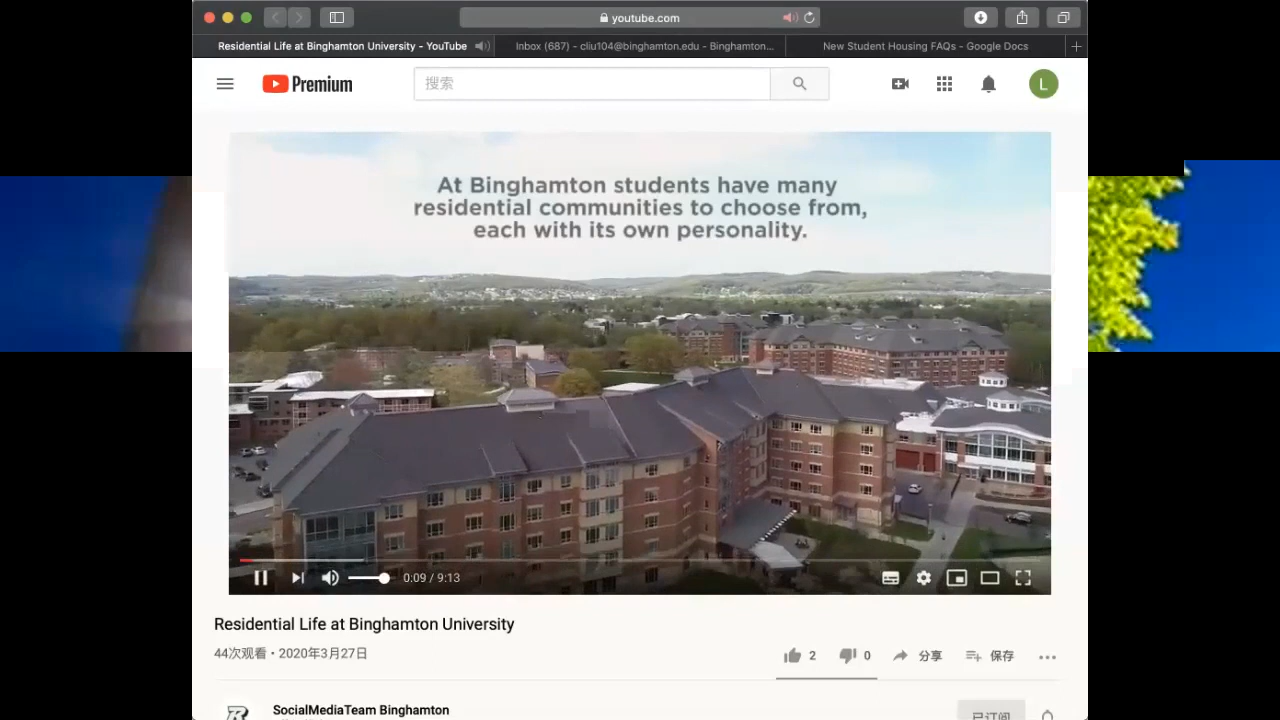 youtube.com
Residential Life at Binghamton University - YouTube
Inbox (687) - cliu104@binghamton.edu - Binghamton...
New Student Housing FAQs - Google Docs
Premium
搜索
L
At Binghamton students have many
residential communities to choose from,
each with its own personality.
0:09 / 9:13
Residential Life at Binghamton University
44次观看 • 2020年3月27日
2
0
分享
保存
SocialMediaTeam Binghamton
已订阅